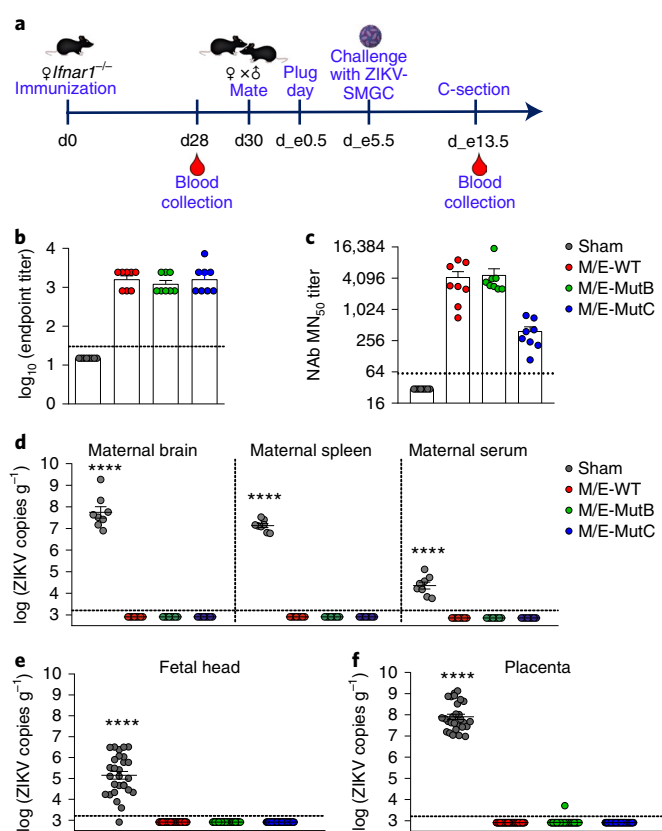 a
♀Ifnar1–/–
Immunization
♀ ×♂
Mate
Plug
day
Challenge
with ZIKV-
SMGC
C-section
d0
d28
d30
d_e0.5
d_e5.5
d_e13.5
Blood
collection
Blood
collection
b
log10 (endpoint titer)
4
3
2
1
0
c
NAb MN50 titer
16,384
4,096
1,024
256
64
16
Sham
M/E-WT
M/E-MutB
M/E-MutC
d
Maternal brain
Maternal spleen
Maternal serum
log (ZIKV copies g–1)
10
9
8
7
6
5
4
3
****
****
****
Sham
M/E-WT
M/E-MutB
M/E-MutC
e
Fetal head
log (ZIKV copies g–1)
10
9
8
7
6
5
4
3
****
f
Placenta
log (ZIKV copies g–1)
10
9
8
7
6
5
4
3
****